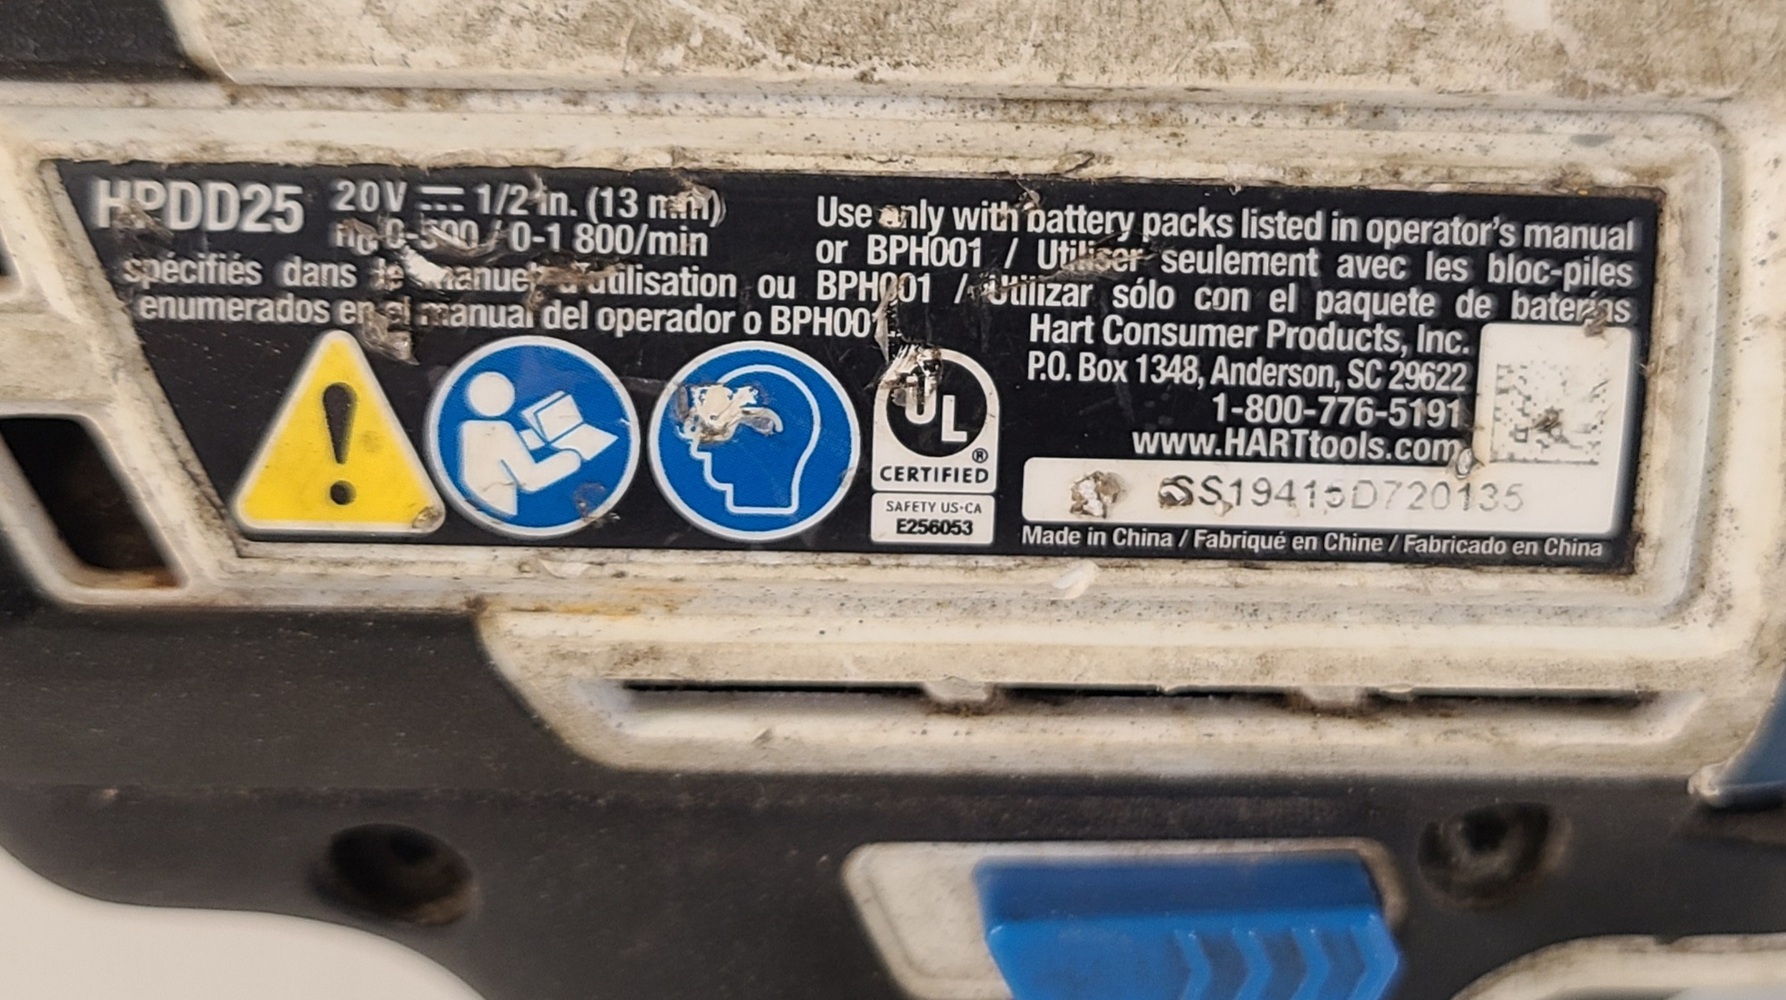 HPDD25 20V ⎓ 1/2 in. (13 mm) Use only with battery packs listed in operator's manual
n₀ 0-500 / 0-1 800/min or BPH001 / Utiliser seulement avec les bloc-piles
spécifiés dans le manuel d'utilisation ou BPH001 / Utilizar sólo con el paquete de baterías
enumerados en el manual del operador o BPH001
Hart Consumer Products, Inc.
P.O. Box 1348, Anderson, SC 29622
1-800-776-5191
www.HARTtools.com
UL
®
CERTIFIED
SAFETY US-CA
E256053
Made in China / Fabriqué en Chine / Fabricado en China